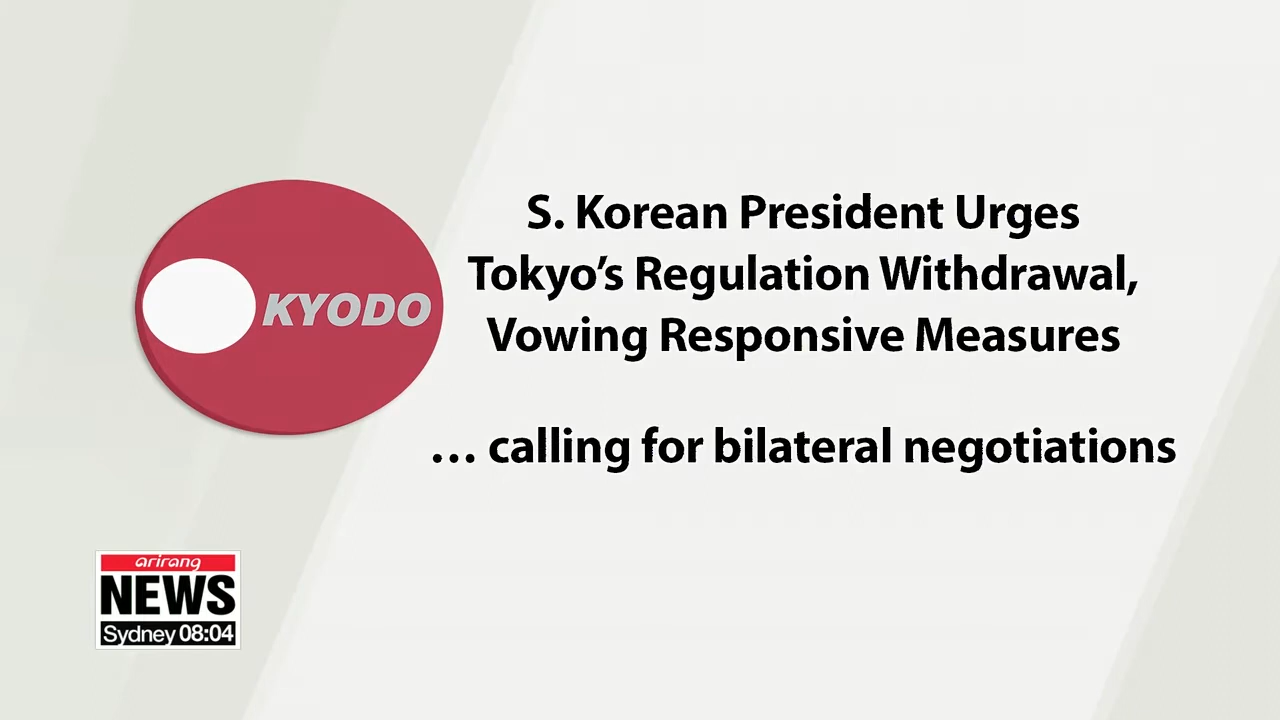 KYODO
S. Korean President Urges
Tokyo’s Regulation Withdrawal,
Vowing Responsive Measures
… calling for bilateral negotiations
arirang
NEWS
Sydney 08:04